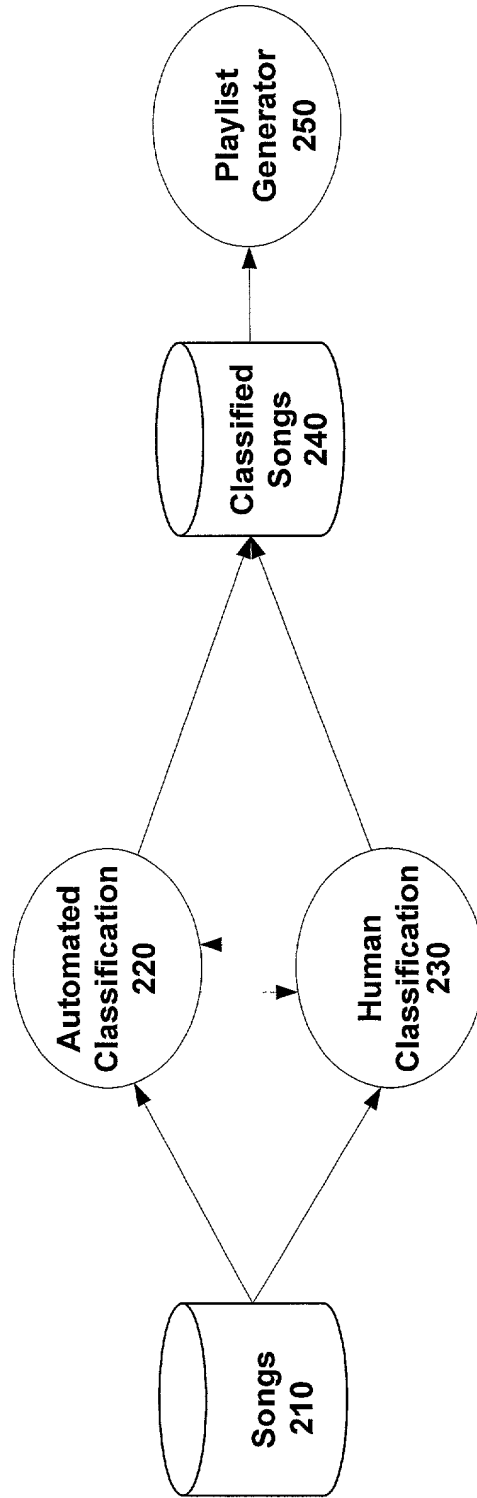 Songs
210
Automated
Classification
220
Human
Classification
230
Classified
Songs
240
Playlist
Generator
250